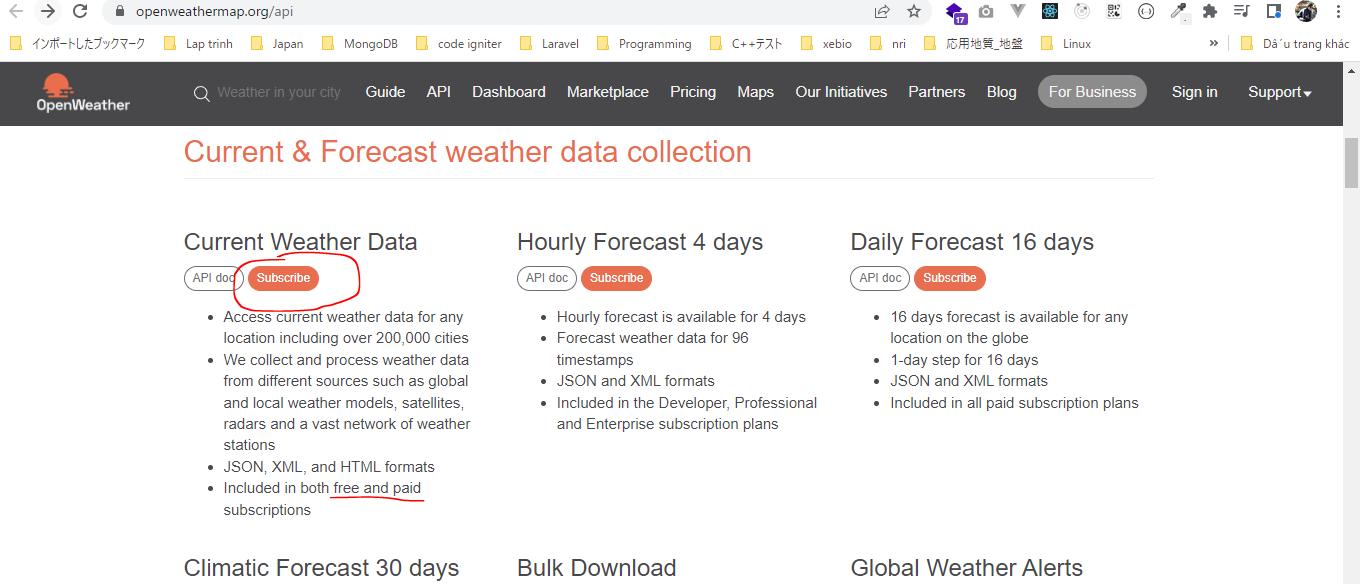 openweathermap.org/api
17
インポートしたブックマーク Lap trinh Japan MongoDB code igniter Laravel Programming C++テスト xebio nri 応用地質_地盤 Linux » Dấu trang khác
OpenWeather Weather in your city Guide API Dashboard Marketplace Pricing Maps Our Initiatives Partners Blog For Business Sign in Support
Current & Forecast weather data collection
Current Weather Data
API doc Subscribe
Access current weather data for any
location including over 200,000 cities
We collect and process weather data
from different sources such as global
and local weather models, satellites,
radars and a vast network of weather
stations
JSON, XML, and HTML formats
Included in both free and paid
subscriptions
Hourly Forecast 4 days
API doc Subscribe
Hourly forecast is available for 4 days
Forecast weather data for 96
timestamps
JSON and XML formats
Included in the Developer, Professional
and Enterprise subscription plans
Daily Forecast 16 days
API doc Subscribe
16 days forecast is available for any
location on the globe
1-day step for 16 days
JSON and XML formats
Included in all paid subscription plans
Climatic Forecast 30 days
Bulk Download
Global Weather Alerts